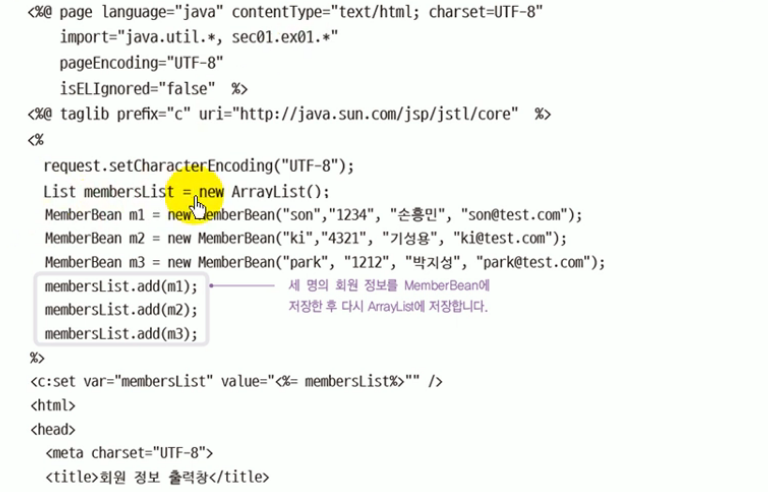 <%@ page language="java" contentType="text/html; charset=UTF-8"
import="java.util.*, sec01.ex01.*"
pageEncoding="UTF-8"
isELIgnored="false" %>
<%@ taglib prefix="c" uri="http://java.sun.com/jsp/jstl/core" %>
<%
request.setCharacterEncoding("UTF-8");
List membersList = new ArrayList();
MemberBean m1 = new MemberBean("son","1234", "손흥민", "son@test.com");
MemberBean m2 = new MemberBean("ki","4321", "기성용", "ki@test.com");
MemberBean m3 = new MemberBean("park", "1212", "박지성", "park@test.com");
membersList.add(m1);
membersList.add(m2);
membersList.add(m3);
세 명의 회원 정보를 MemberBean에
저장한 후 다시 ArrayList에 저장합니다.
%>
<c:set var="membersList" value="<%= membersList%>"" />
<html>
<head>
<meta charset="UTF-8">
<title>회원 정보 출력창</title>